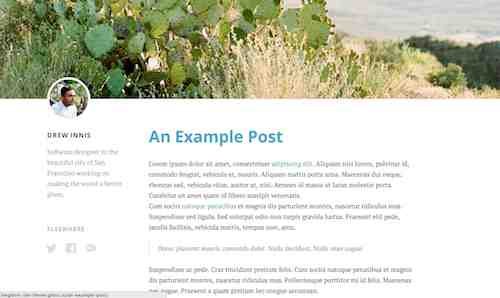 DREW INNIS
Software designer in the
beautiful city of San
Francisco working on
making the world a better
place.
ELSEWHERE
An Example Post
Lorem ipsum dolor sit amet, consectetuer adipiscing elit. Aliquam nisi lorem, pulvinar id,
commodo feugiat, vehicula et, mauris. Aliquam mattis porta urna. Maecenas dui neque,
rhoncus sed, vehicula vitae, auctor at, nisi. Aenean id massa ut lacus molestie porta.
Curabitur sit amet quam id libero suscipit venenatis.
Cum sociis natoque penatibus et magnis dis parturient montes, nascetur ridiculus mus.
Suspendisse sed ligula. Sed volutpat odio non turpis gravida luctus. Praesent elit pede,
iaculis facilisis, vehicula mattis, tempus non, arcu.
Donec placerat mauris commodo dolor. Nulla tincidunt. Nulla vitae augue.
Suspendisse ac pede. Cras tincidunt pretium felis. Cum sociis natoque penatibus et magnis
dis parturient montes, nascetur ridiculus mus. Pellentesque porttitor mi id felis. Maecenas
nec augue. Praesent a quam pretium leo congue accumsan.